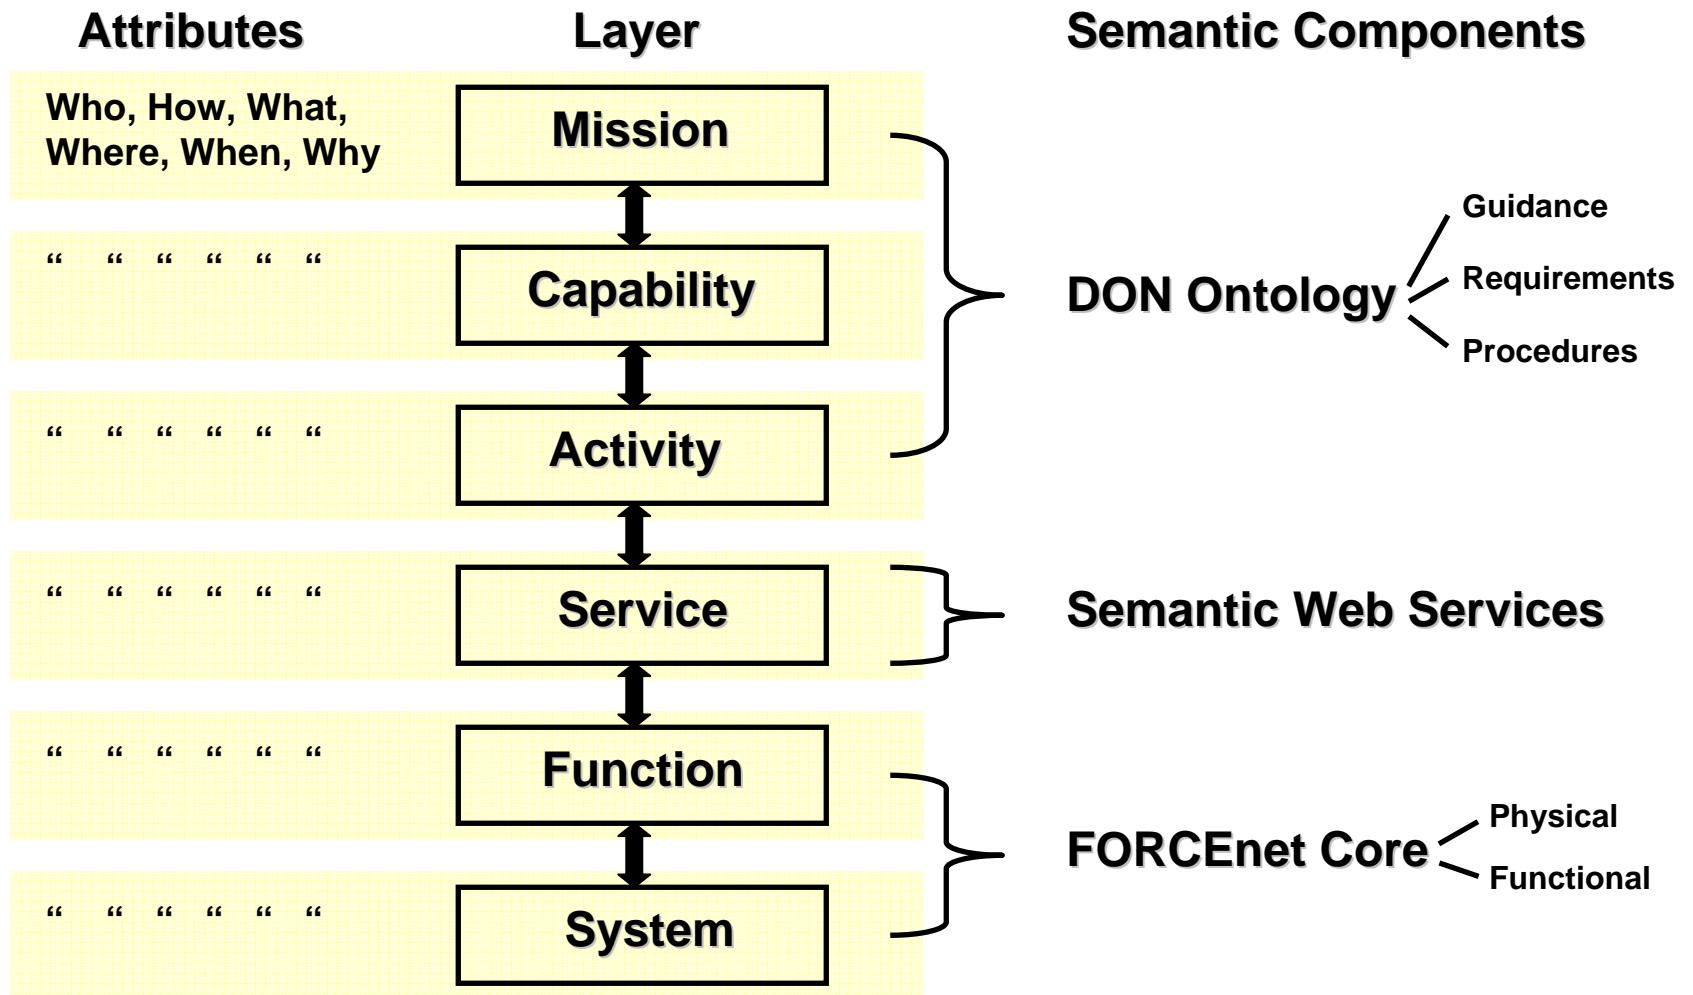 Attributes Layer Semantic Components
Who, How, What,
Where, When, Why
Mission
Guidance
“ “ “ “ “ “
Capability
DON Ontology
Requirements
Procedures
“ “ “ “ “ “
Activity
“ “ “ “ “ “
Service
Semantic Web Services
“ “ “ “ “ “
Function
Physical
FORCEnet Core
Functional
“ “ “ “ “ “
System